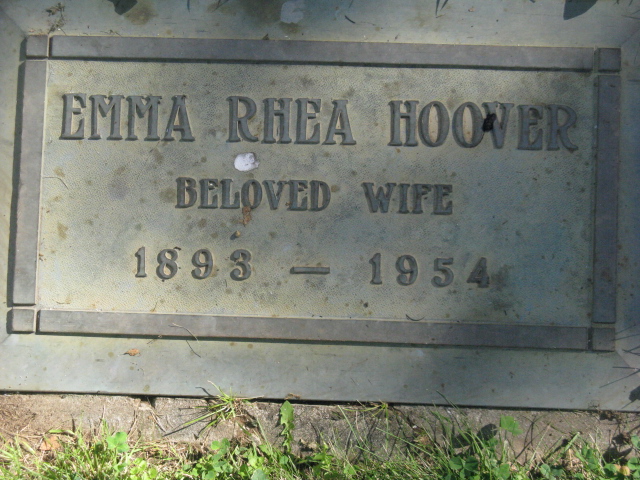 EMMA RHEA HOOVER
BELOVED WIFE
1893 — 1954